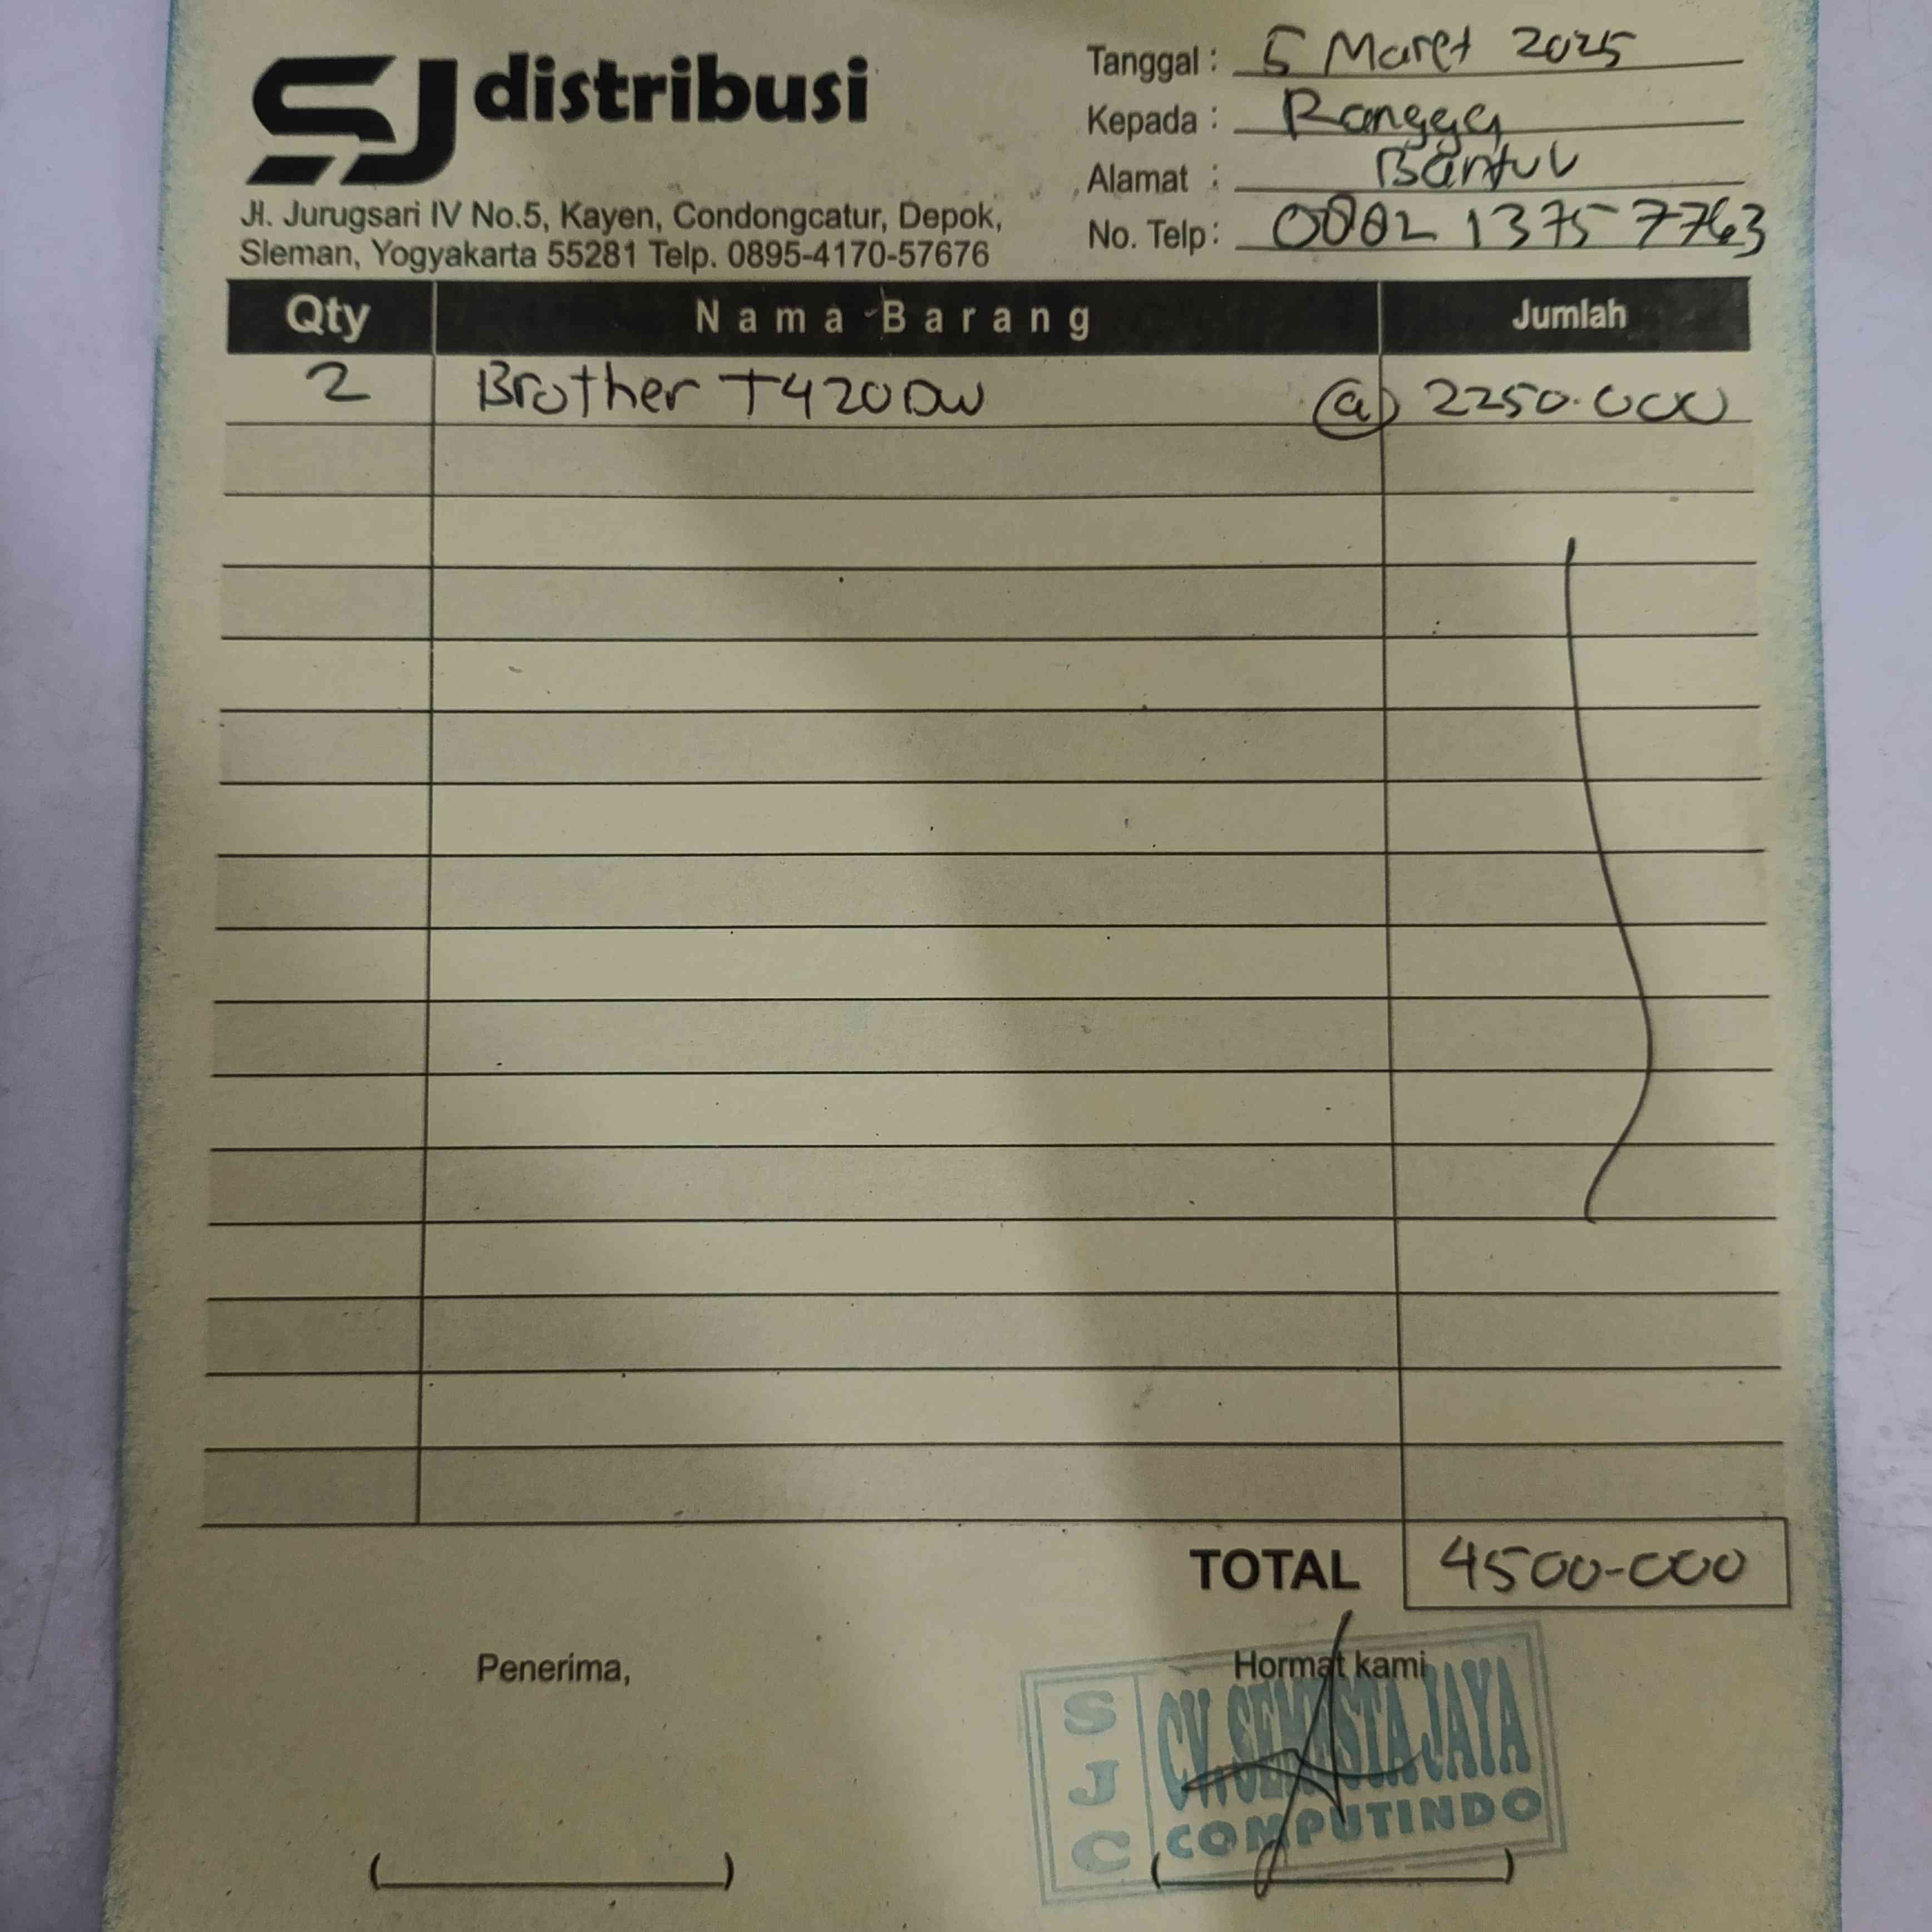 SJ distribusi
Jl. Jurugsari IV No.5, Kayen, Condongcatur, Depok,
Sleman, Yogyakarta 55281 Telp. 0895-4170-57676
Tanggal : 5 Maret 2025
Kepada : Rangga
Alamat : Bantul
No. Telp : 0882 1375 7763
Qty Nama Barang Jumlah
2 Brother T420DW @ 2250.000
TOTAL 4500-000
Penerima,
Hormat kami
SJC
CV. SEMESTA JAYA
COMPUTINDO